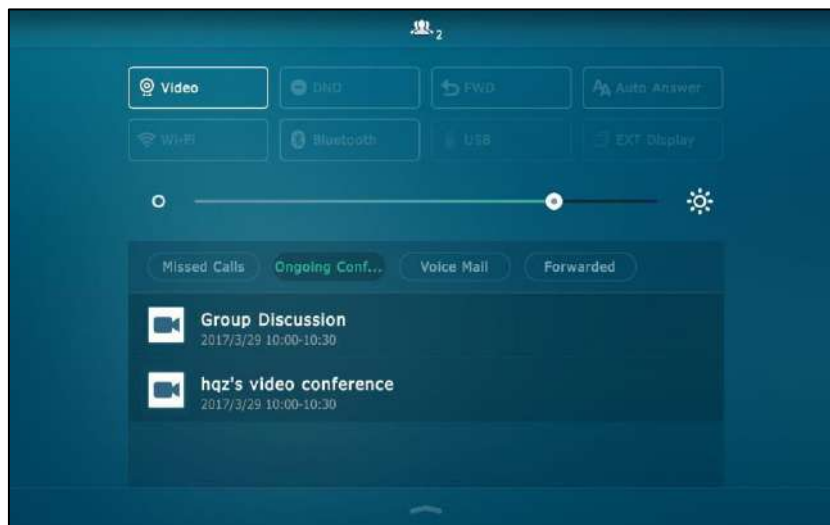 2
Video DND FWD Auto Answer
Wi-Fi Bluetooth USB EXT Display
Missed Calls Ongoing Conf... Voice Mail Forwarded
Group Discussion
2017/3/29 10:00-10:30
hqz's video conference
2017/3/29 10:00-10:30